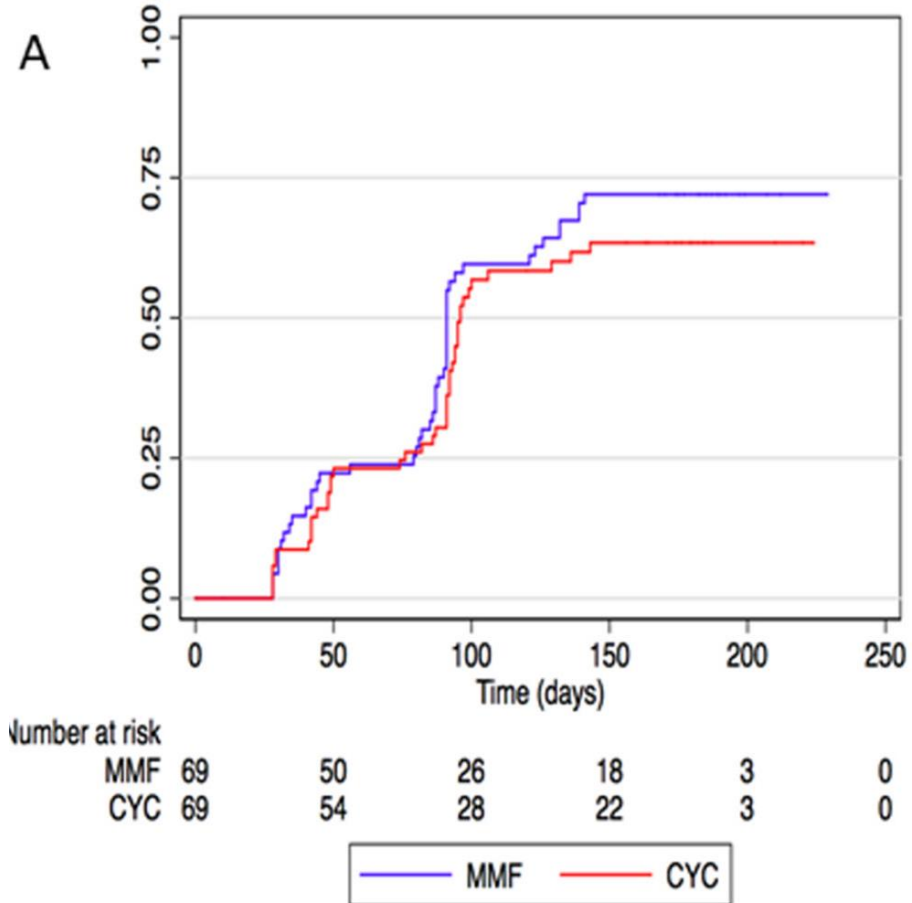 A
1.00
0.75
0.50
0.25
0.00
0 50 100 150 200 250
Time (days)
Number at risk
MMF 69 50 26 18 3 0
CYC 69 54 28 22 3 0
MMF CYC